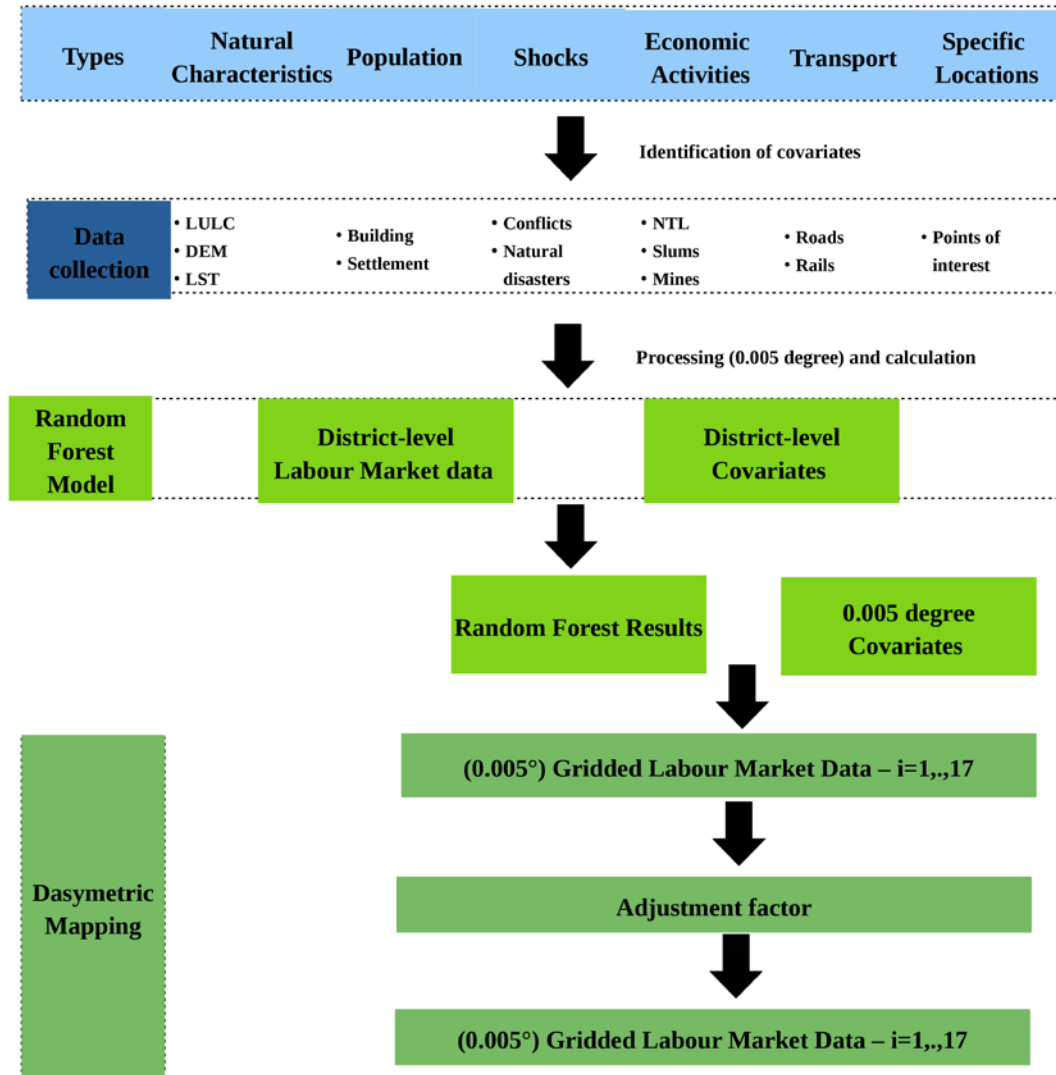 Types
Natural
Characteristics
Population
Shocks
Economic
Activities
Transport
Specific
Locations
Identification of covariates
Data
collection
• LULC
• DEM
• LST
• Building
• Settlement
• Conflicts
• Natural
disasters
• NTL
• Slums
• Mines
• Roads
• Rails
• Points of
interest
Processing (0.005 degree) and calculation
Random
Forest
Model
District-level
Labour Market data
District-level
Covariates
Random Forest Results
0.005 degree
Covariates
(0.005°) Gridded Labour Market Data – i=1,.,17
Dasymetric
Mapping
Adjustment factor
(0.005°) Gridded Labour Market Data – i=1,.,17